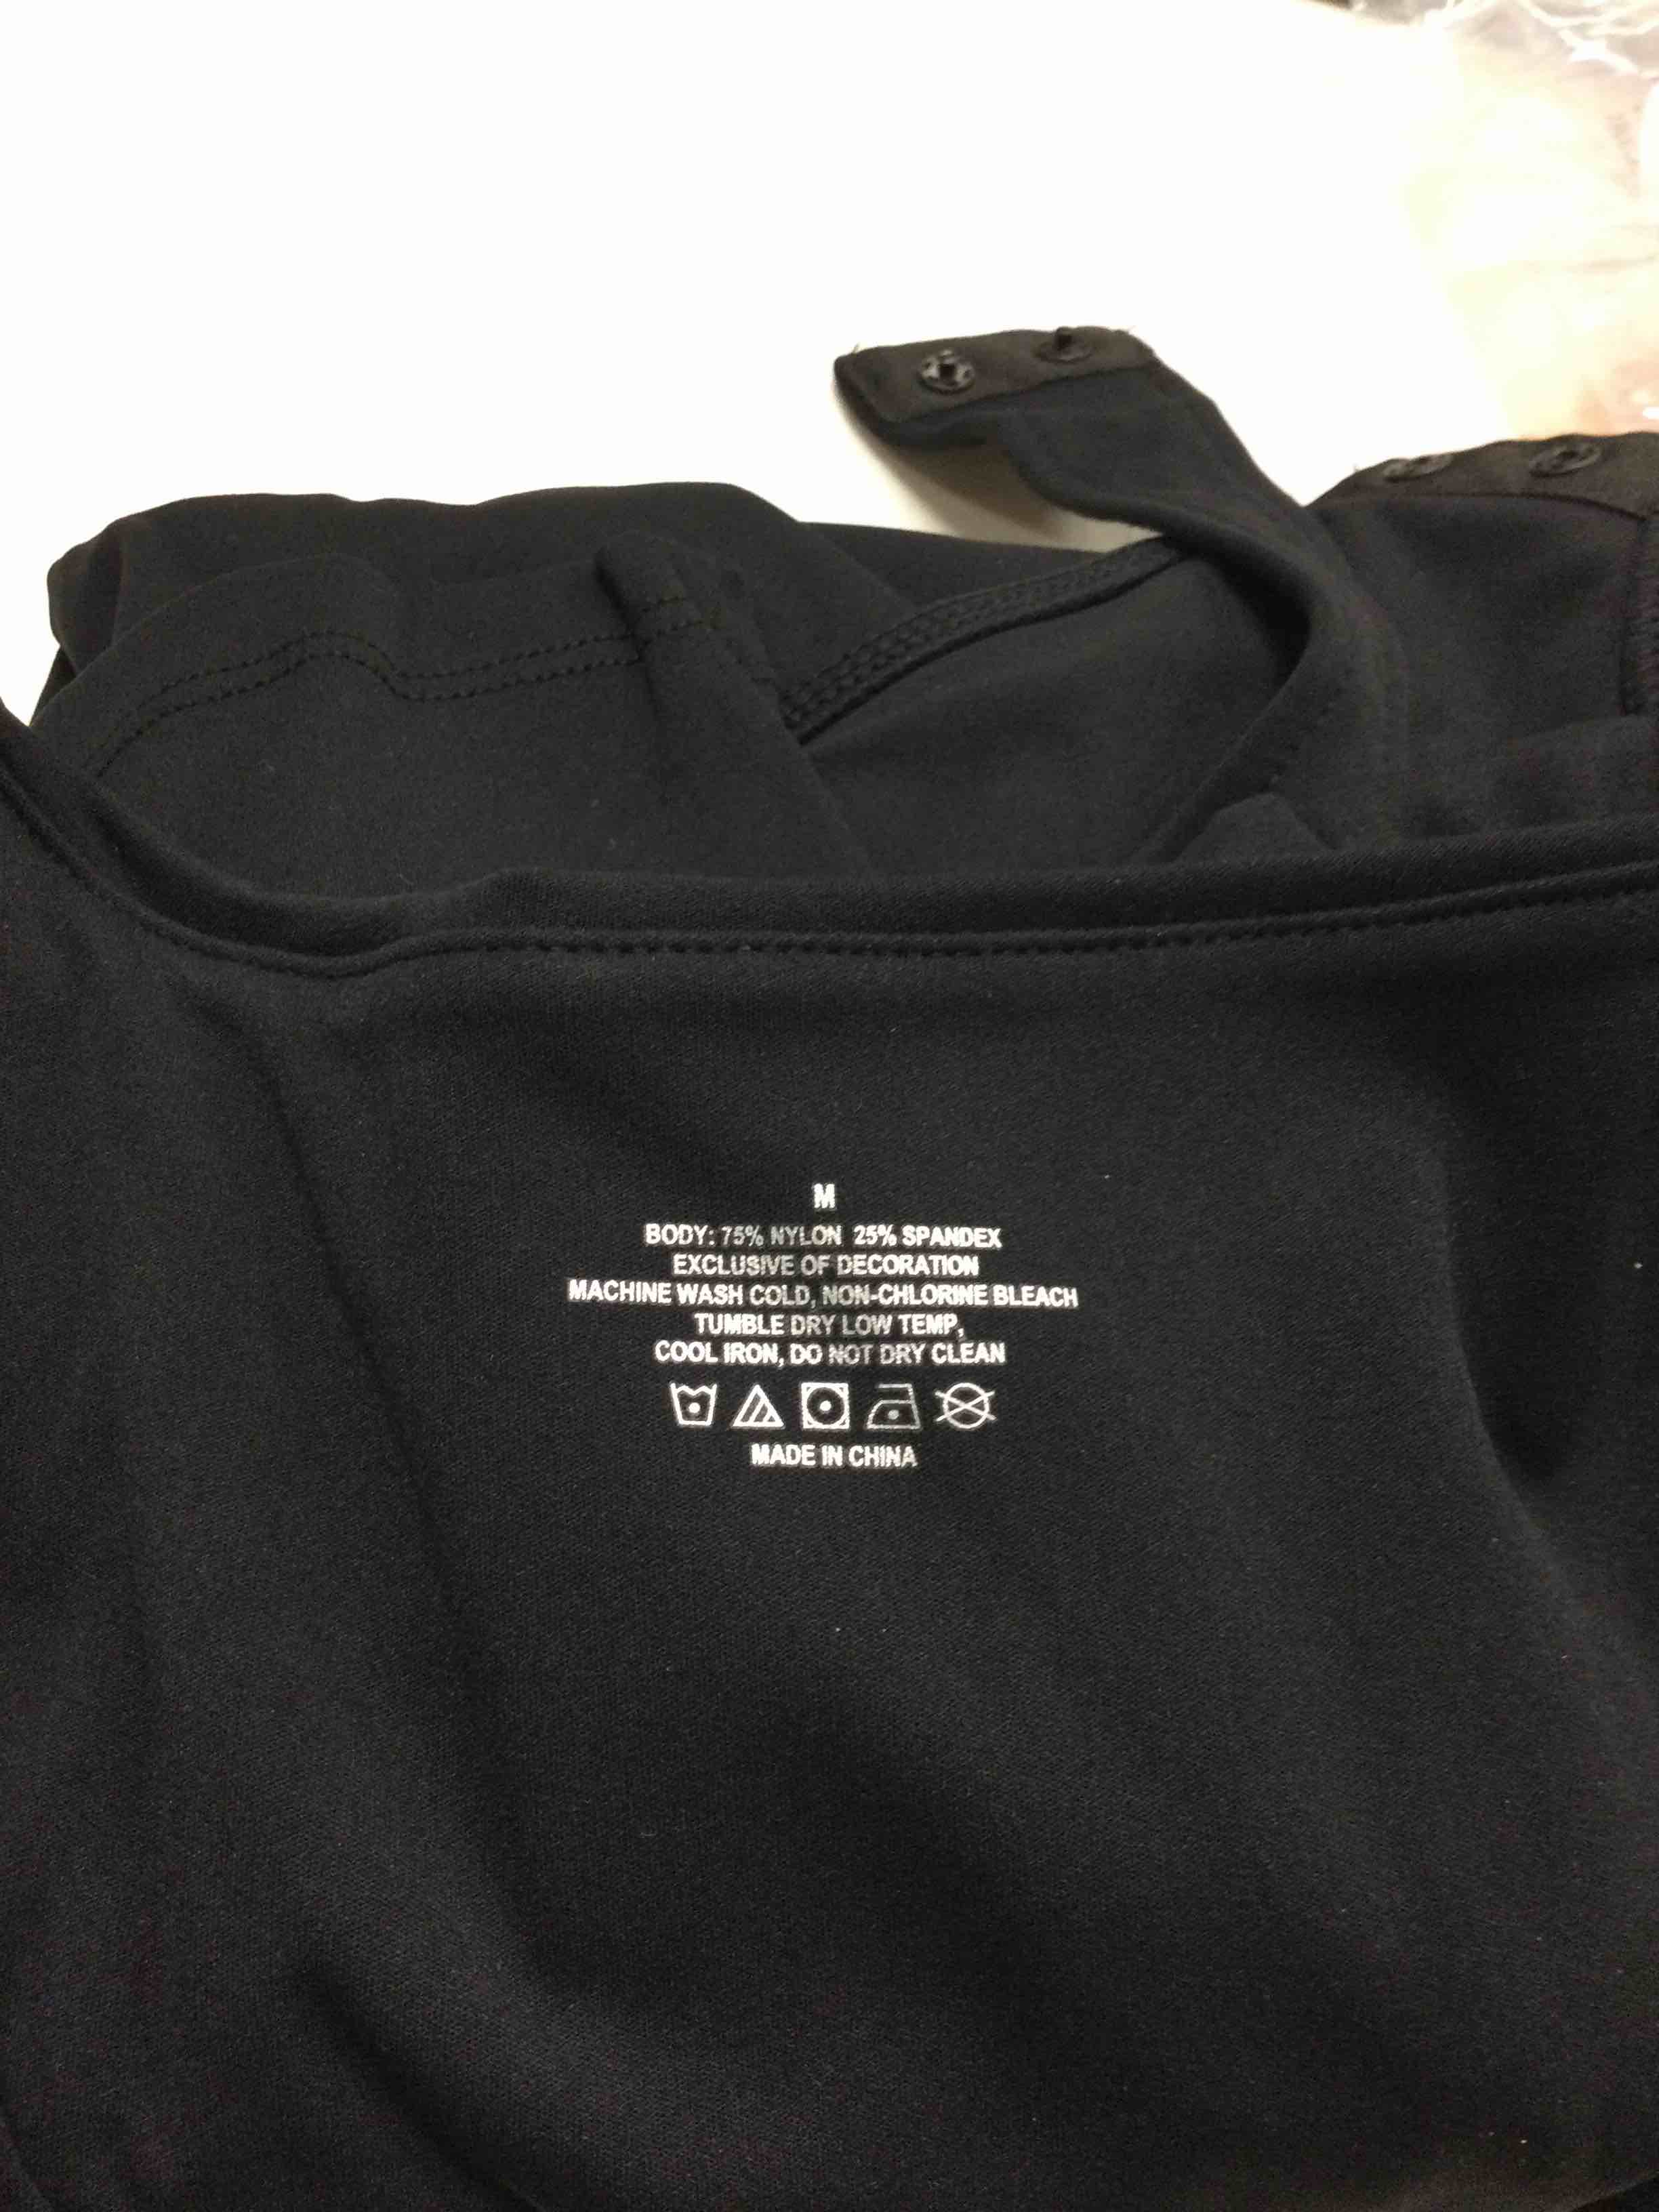 M
BODY: 75% NYLON 25% SPANDEX
EXCLUSIVE OF DECORATION
MACHINE WASH COLD, NON-CHLORINE BLEACH
TUMBLE DRY LOW TEMP,
COOL IRON, DO NOT DRY CLEAN
MADE IN CHINA